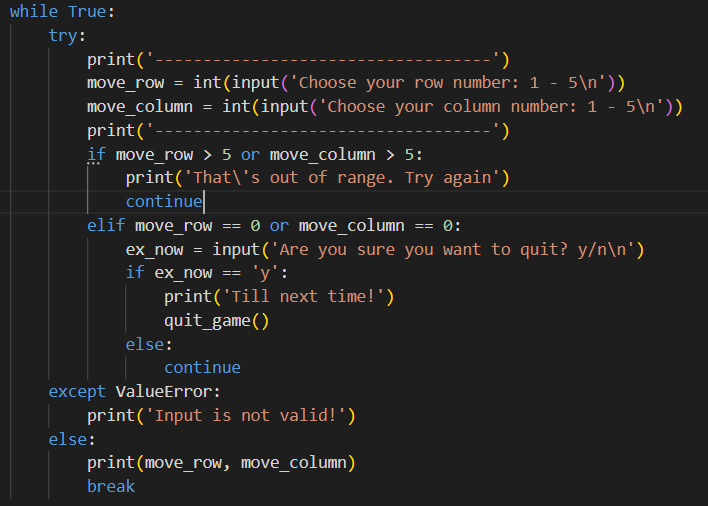 while True:
    try:
        print('-----------------------------------')
        move_row = int(input('Choose your row number: 1 - 5\n'))
        move_column = int(input('Choose your column number: 1 - 5\n'))
        print('-----------------------------------')
        if move_row > 5 or move_column > 5:
            print('That\'s out of range. Try again')
            continue
        elif move_row == 0 or move_column == 0:
            ex_now = input('Are you sure you want to quit? y/n\n')
            if ex_now == 'y':
                print('Till next time!')
                quit_game()
            else:
                continue
    except ValueError:
        print('Input is not valid!')
    else:
        print(move_row, move_column)
        break